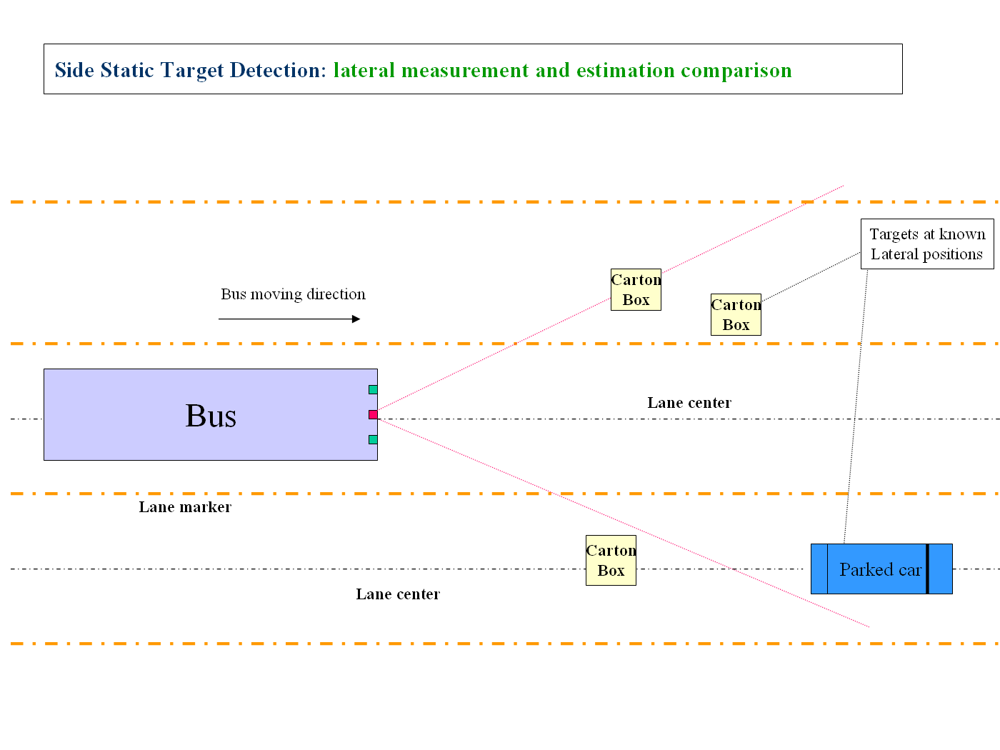 Side Static Target Detection: lateral measurement and estimation comparison
Targets at known
Lateral positions
Bus moving direction
Carton
Box
Carton
Box
Bus
Lane center
Lane marker
Carton
Box
Parked car
Lane center